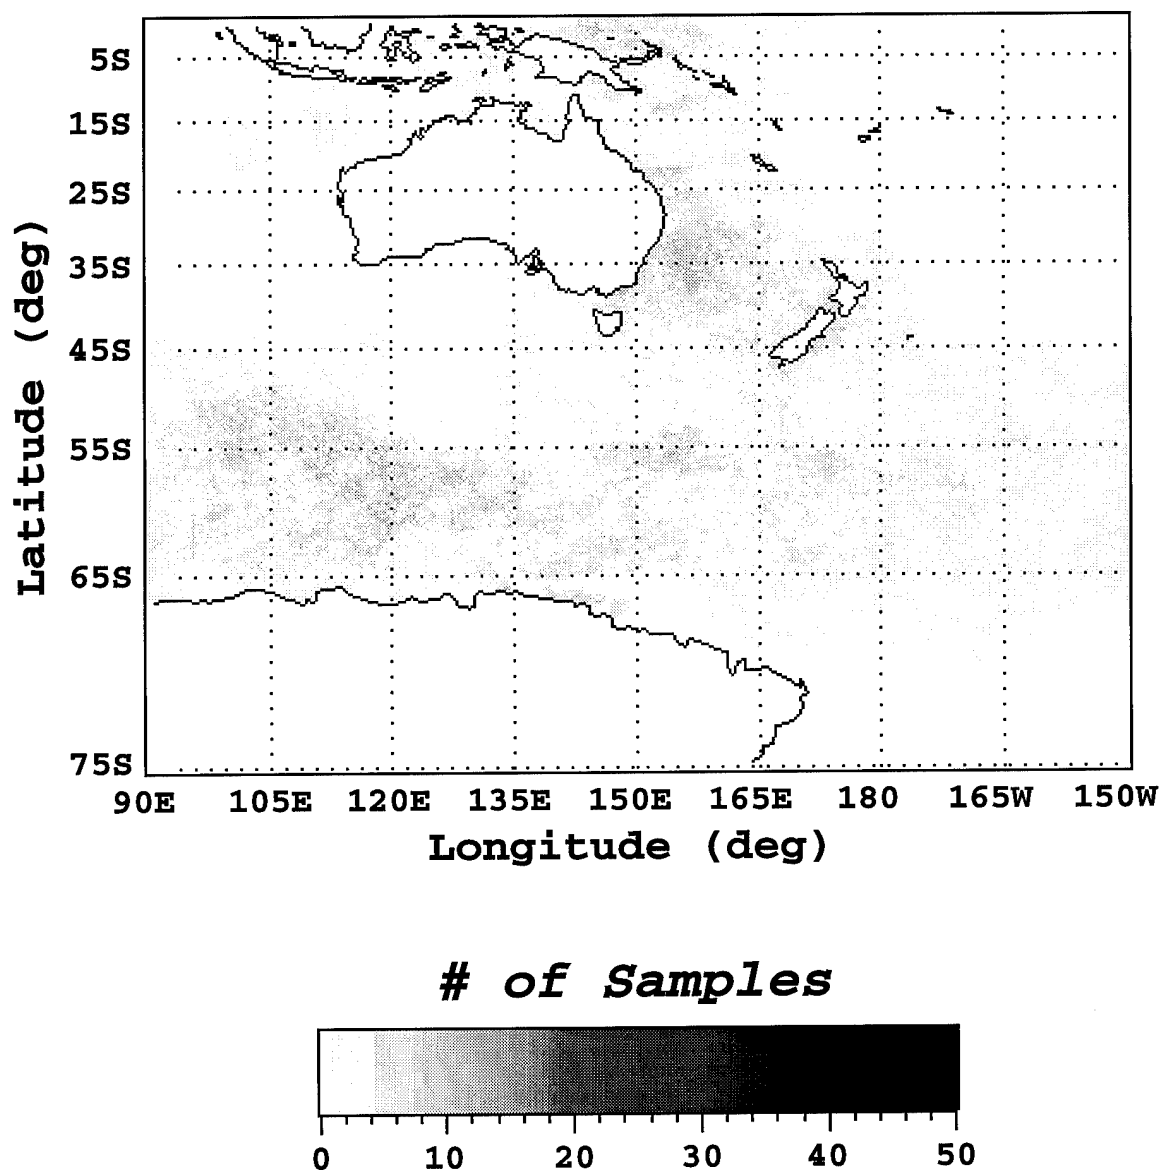 5S
15S
25S
35S
45S
55S
65S
75S
Latitude (deg)
90E 105E 120E 135E 150E 165E 180 165W 150W
Longitude (deg)
# of Samples
0 10 20 30 40 50